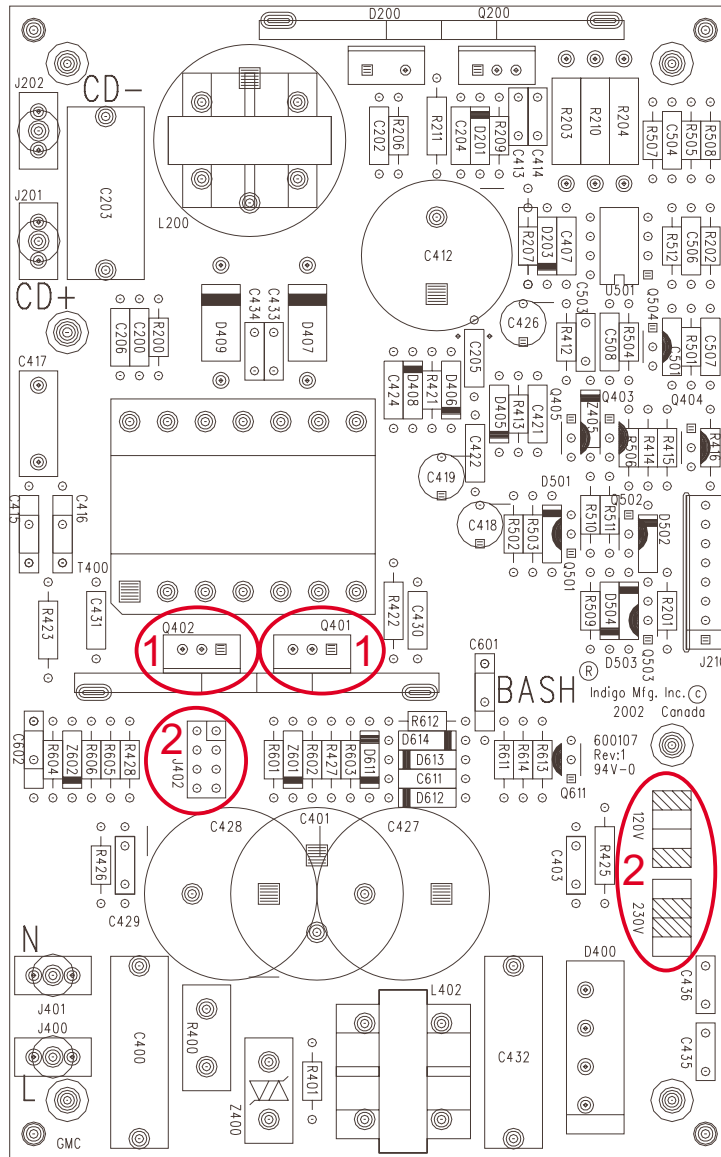 D200
Q200
J202
CD-
J201
CD+
C203
L200
C202
R206
R211
C204
D201
R209
C413
C414
R203
R210
R204
R507
C504
R505
R508
C412
R207
D203
C407
U501
R512
C506
R202
C206
C200
R200
D409
C434
C433
D407
C205
C426
R412
C503
C508
R504
Q504
C501
R501
C507
C417
C424
D408
R421
D406
D405
R413
C421
Q405
Z405
Q403
R506
R414
R415
Q404
R416
C415
C416
T400
C422
C419
C418
D501
R502
R503
Q501
R510
R511
Q502
D502
R423
C431
Q402
1
Q401
1
R422
C430
R509
D504
D503
Q503
R201
J210
C601
BASH
®
Indigo Mfg. Inc. ©
2002 Canada
600107
Rev:1
94V-0
C602
R604
Z602
R606
R605
R428
2
J402
R601
Z601
R602
R427
R603
D611
R612
D614
D613
C611
D612
R611
R614
R613
Q611
120V
2
230V
C428
C401
C427
R426
C429
C403
R425
N
J401
J400
L
GMC
C400
R400
Z400
R401
L402
C432
D400
C436
C435